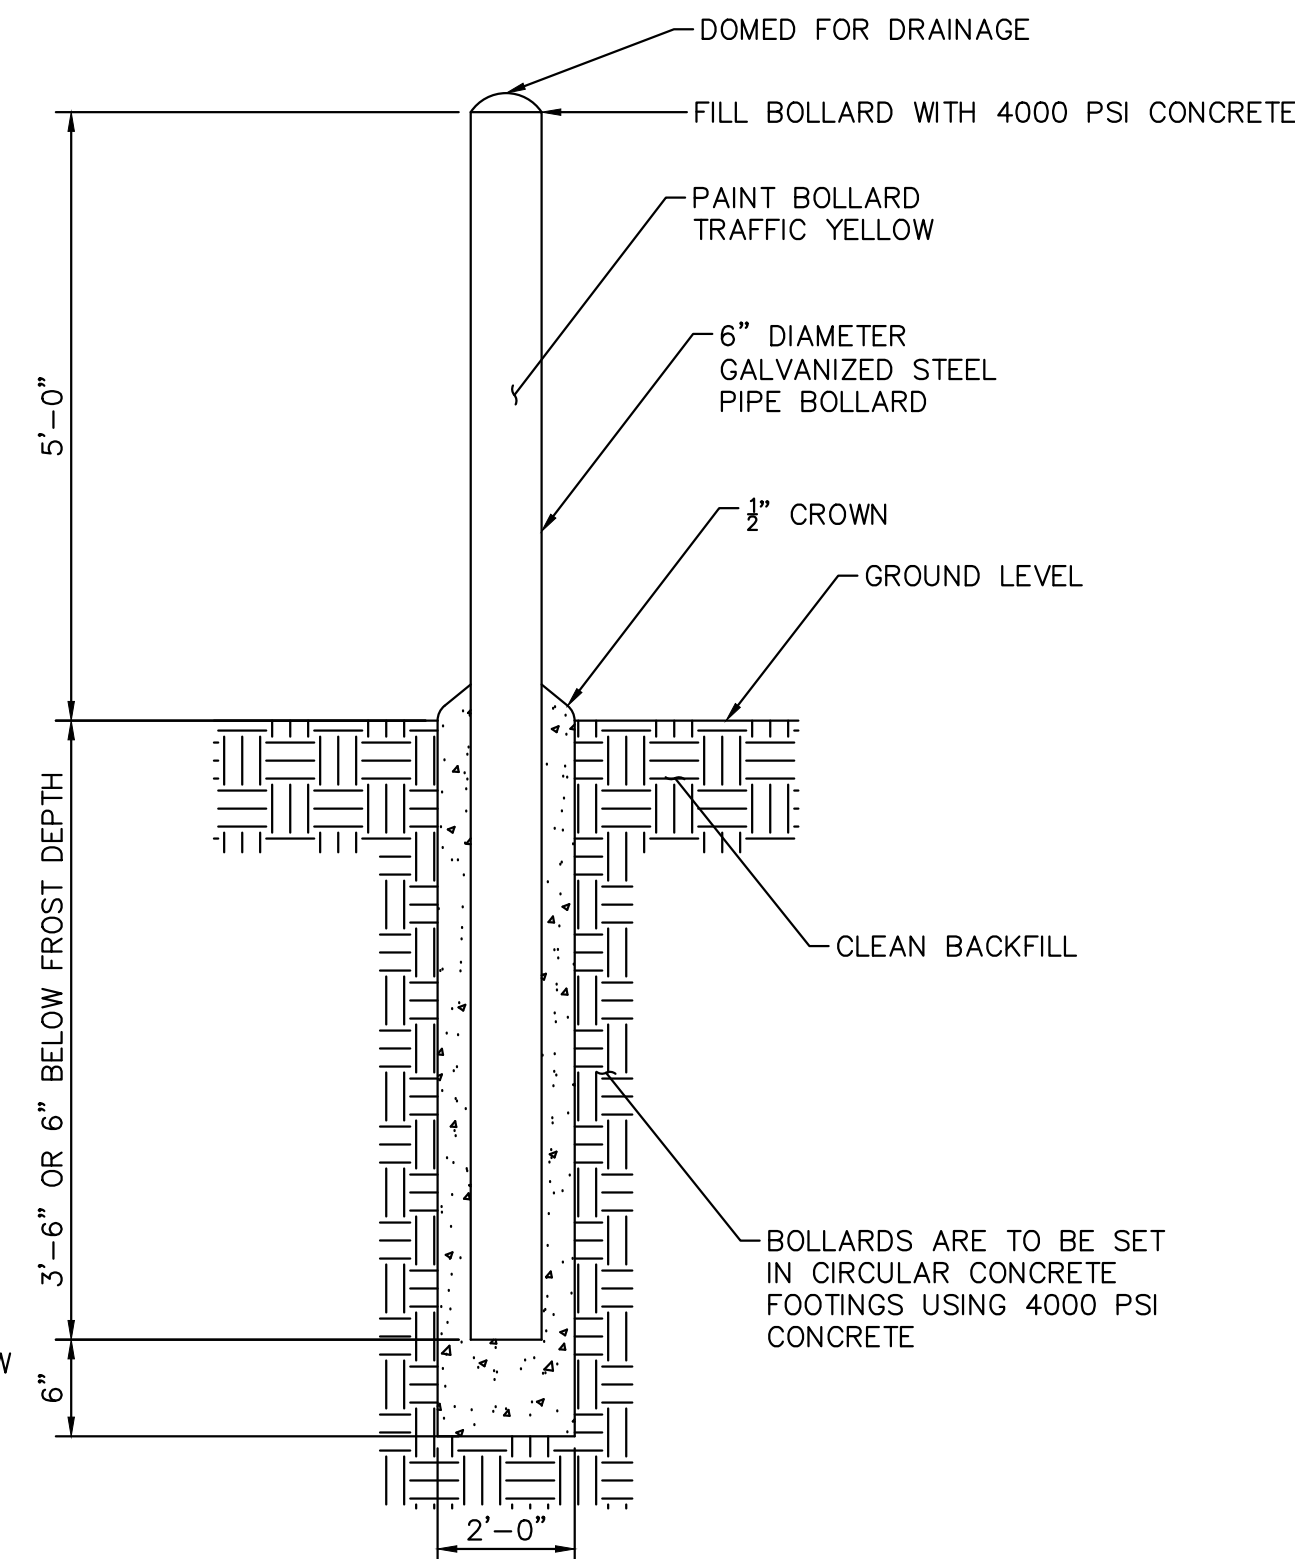 DOMED FOR DRAINAGE
FILL BOLLARD WITH 4000 PSI CONCRETE
PAINT BOLLARD
TRAFFIC YELLOW
6” DIAMETER
GALVANIZED STEEL
PIPE BOLLARD
5’–0”
½” CROWN
GROUND LEVEL
3’–6” OR 6” BELOW FROST DEPTH
CLEAN BACKFILL
BOLLARDS ARE TO BE SET
IN CIRCULAR CONCRETE
FOOTINGS USING 4000 PSI
CONCRETE
W
6”
2’–0”